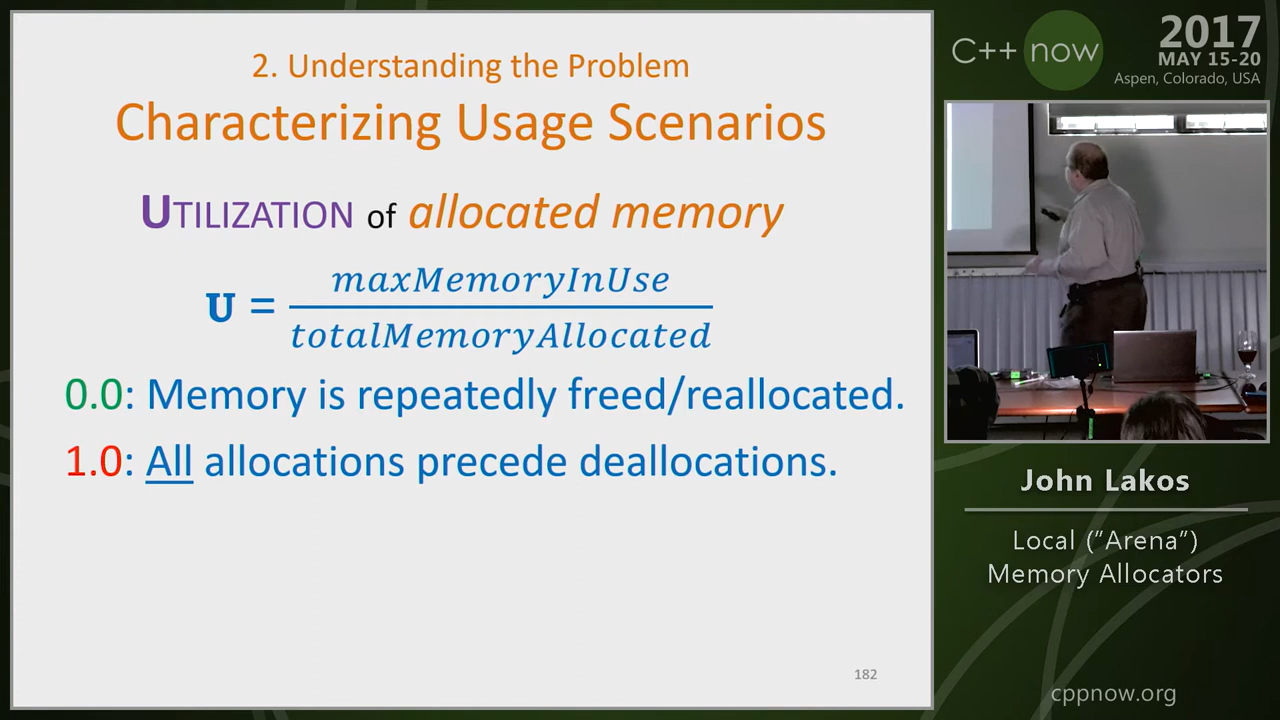 2. Understanding the Problem
Characterizing Usage Scenarios
UTILIZATION of allocated memory
U = maxMemoryInUse / totalMemoryAllocated
0.0: Memory is repeatedly freed/reallocated.
1.0: All allocations precede deallocations.
182
C++ now
2017
MAY 15-20
Aspen, Colorado, USA
John Lakos
Local ("Arena")
Memory Allocators
cppnow.org